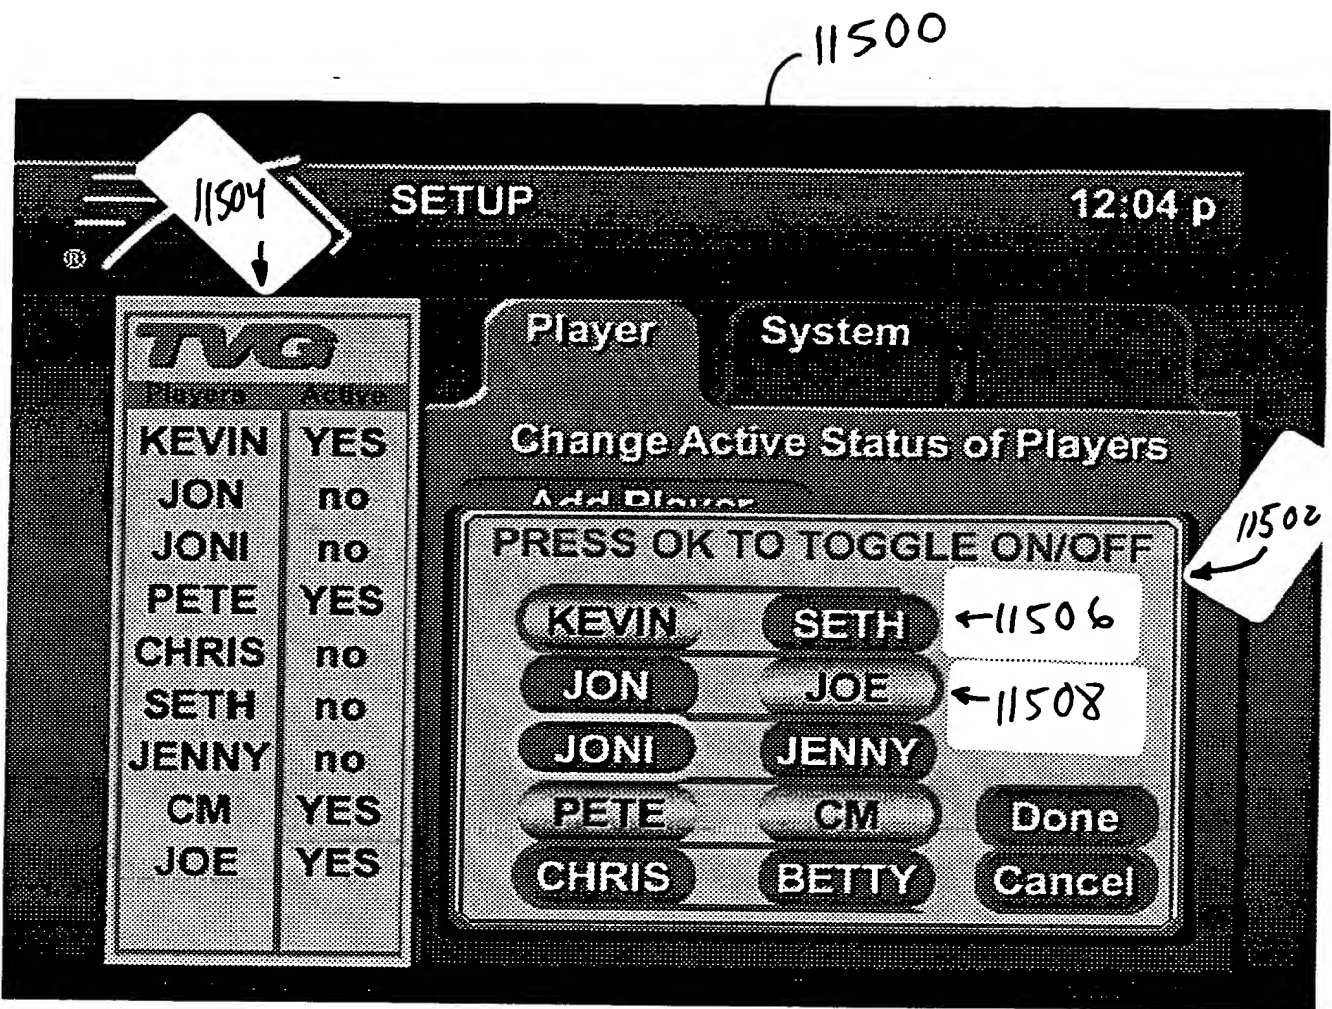 11500
11504
SETUP
12:04 p
®
TVG
Players Active
KEVIN YES
JON no
JONI no
PETE YES
CHRIS no
SETH no
JENNY no
CM YES
JOE YES
Player
System
Change Active Status of Players
Add Player
11502
PRESS OK TO TOGGLE ON/OFF
KEVIN SETH ←11506
JON JOE ←11508
JONI JENNY
PETE CM Done
CHRIS BETTY Cancel